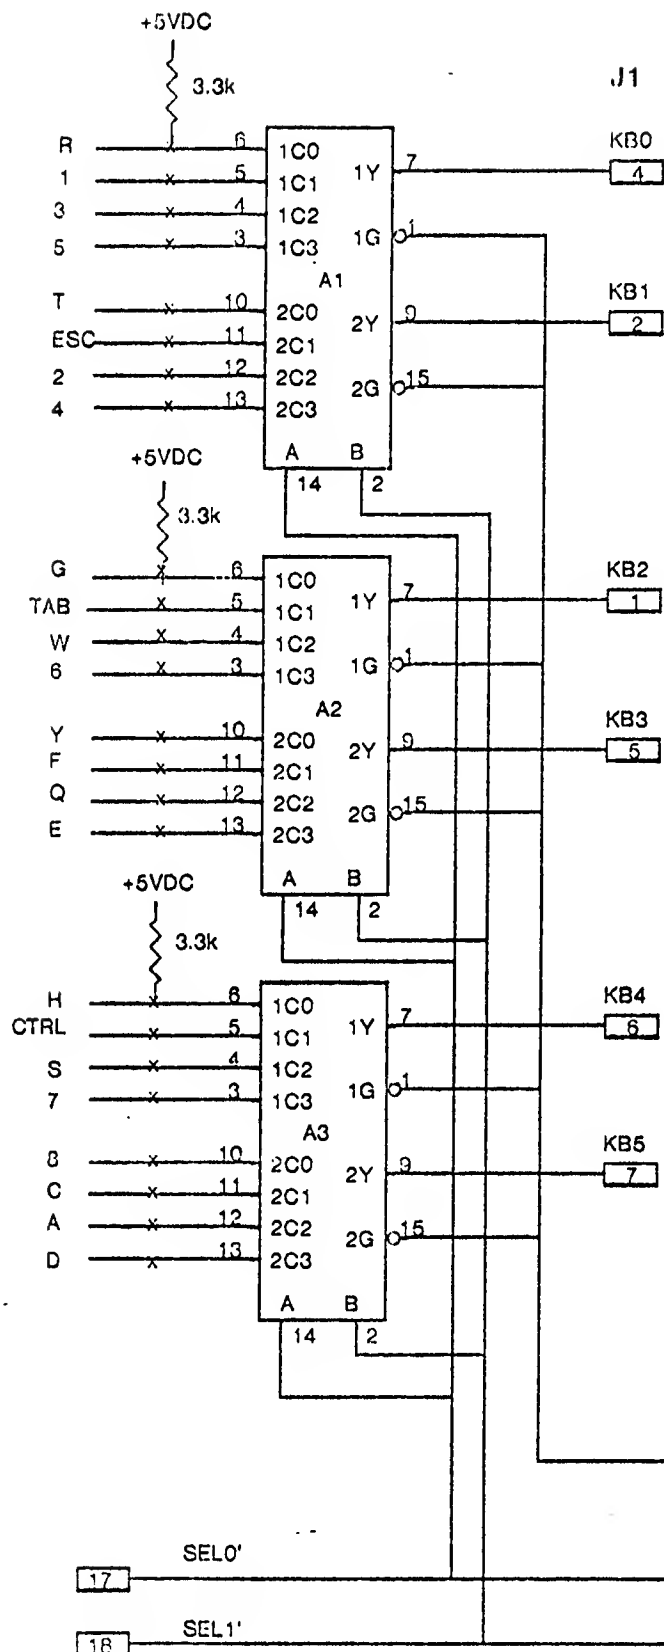 +5VDC
3.3k
J1
R 6 1C0
KB0
1Y 7 4
1 5 1C1
3 4 1C2
5 3 1C3
1G 1
A1
T 10 2C0
KB1
2Y 9 2
ESC 11 2C1
2 12 2C2
2G 15
4 13 2C3
A B
14 2
+5VDC
3.3k
G 6 1C0
KB2
1Y 7 1
TAB 5 1C1
W 4 1C2
6 3 1C3
1G 1
A2
Y 10 2C0
KB3
2Y 9 5
F 11 2C1
Q 12 2C2
2G 15
E 13 2C3
A B
14 2
+5VDC
3.3k
H 6 1C0
KB4
1Y 7 6
CTRL 5 1C1
S 4 1C2
7 3 1C3
1G 1
A3
10 2C0
KB5
2Y 9 7
C 11 2C1
A 12 2C2
2G 15
D 13 2C3
A B
14 2
SEL0'
17
SEL1'
18